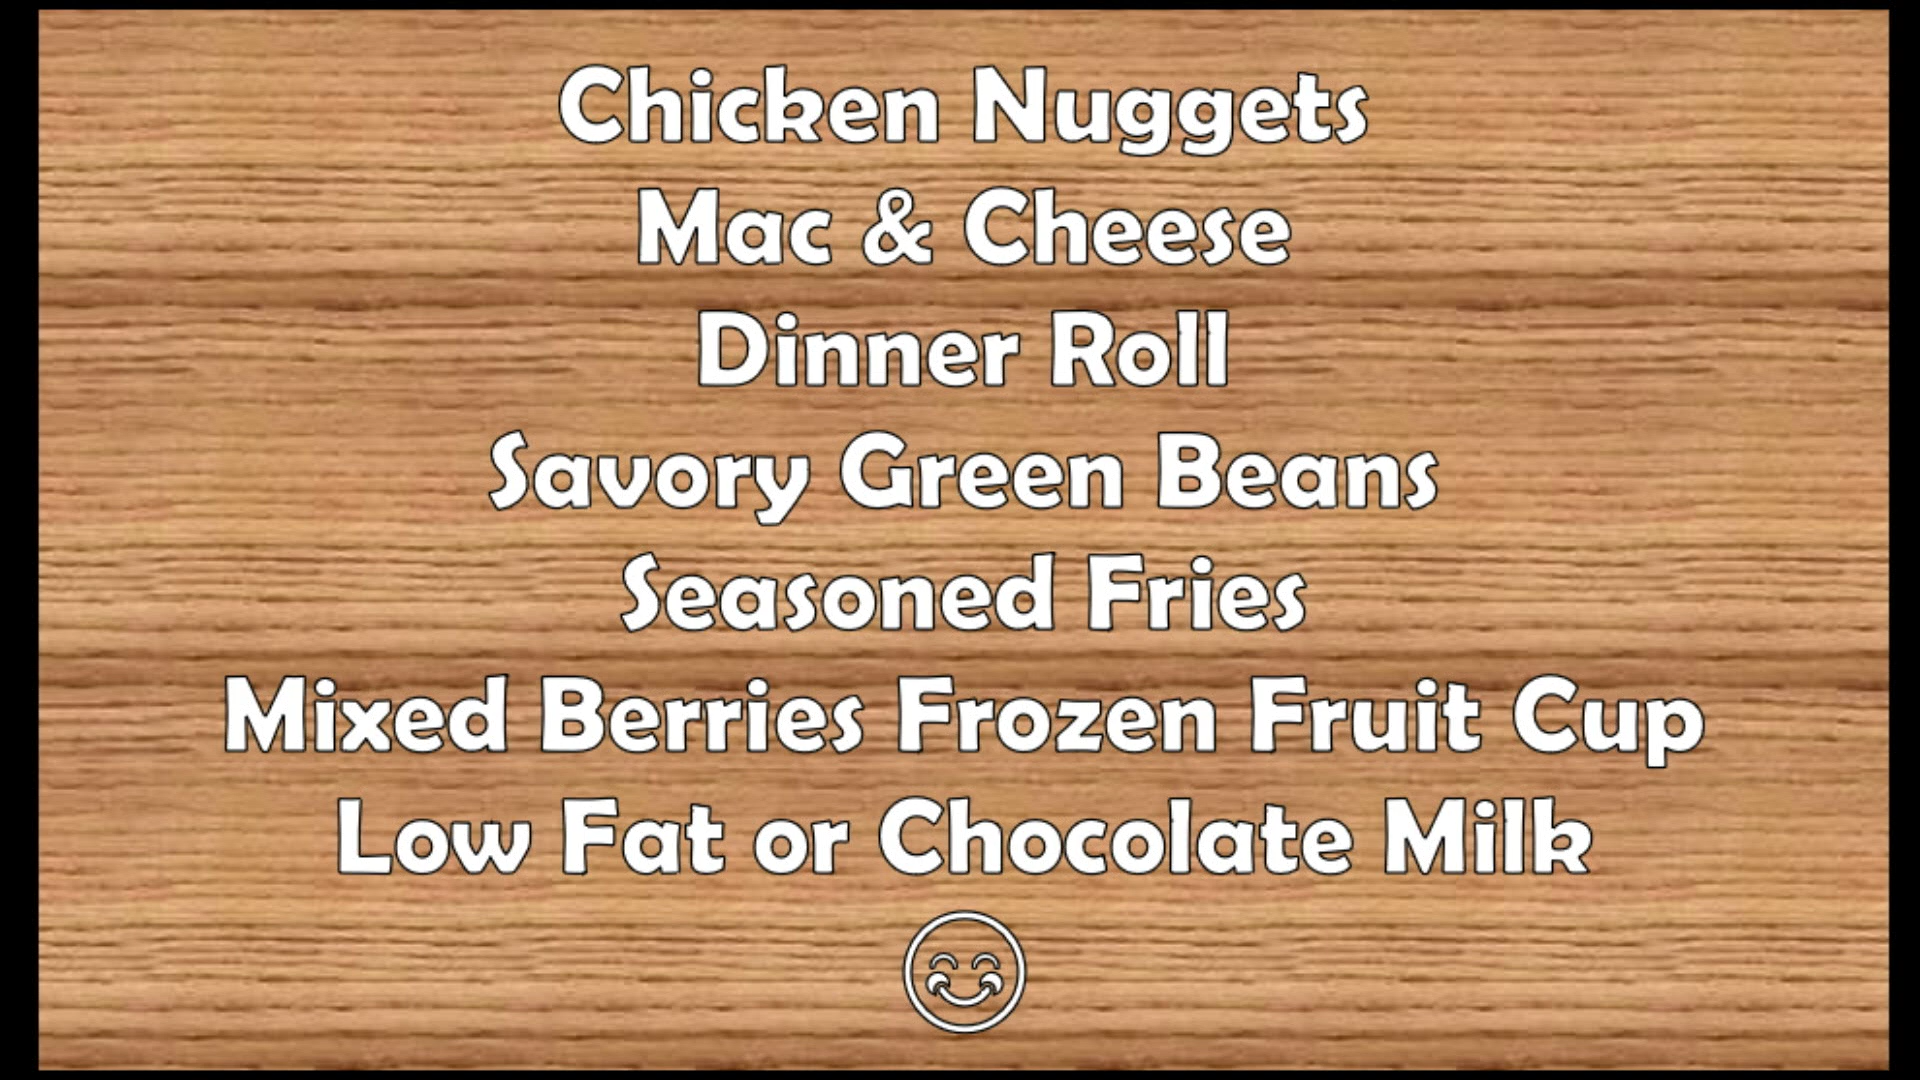 Chicken Nuggets
Mac & Cheese
Dinner Roll
Savory Green Beans
Seasoned Fries
Mixed Berries Frozen Fruit Cup
Low Fat or Chocolate Milk